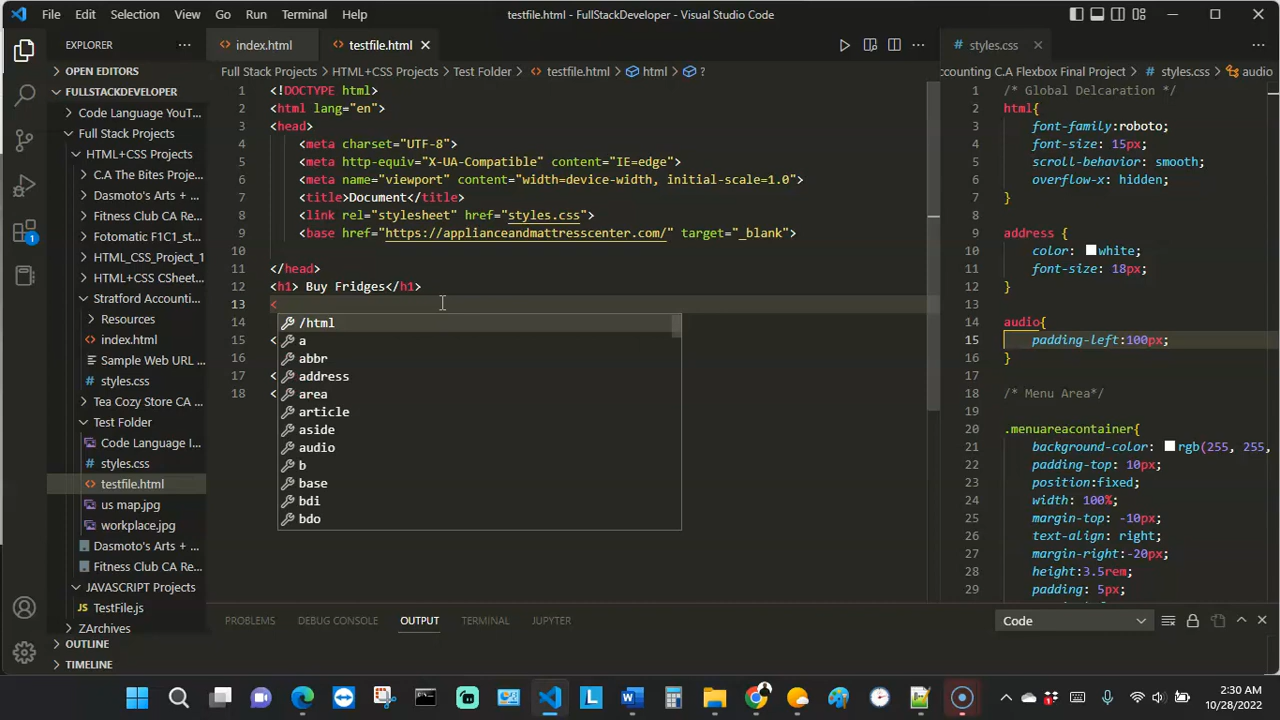 File Edit Selection View Go Run Terminal Help
testfile.html - FullStackDeveloper - Visual Studio Code
EXPLORER
OPEN EDITORS
FULLSTACKDEVELOPER
Code Language YouT...
Full Stack Projects
HTML+CSS Projects
C.A The Bites Proje...
Codecademy Proje...
Fitness Club CA Re...
Fotomatic F1C1_st...
HTML_CSS_Project_1
HTML+CSS CSheet...
Stratford Accounti...
Resources
index.html
Sample Web URL ...
styles.css
Tea Cozy Store CA ...
Test Folder
Code Language I...
styles.css
testfile.html
us map.jpg
workplace.jpg
Dasmoto's Arts + ...
Fitness Club CA Re...
JAVASCRIPT Projects
TestFile.js
ZArchives
OUTLINE
TIMELINE
1
index.html
testfile.html
Full Stack Projects > HTML+CSS Projects > Test Folder > testfile.html > html > ?
1 <!DOCTYPE html>
2 <html lang="en">
3 <head>
4 <meta charset="UTF-8">
5 <meta http-equiv="X-UA-Compatible" content="IE=edge">
6 <meta name="viewport" content="width=device-width, initial-scale=1.0">
7 <title>Document</title>
8 <link rel="stylesheet" href="styles.css">
9 <base href="https://applianceandmattresscenter.com/" target="_blank">
10
11 </head>
12 <h1> Buy Fridges</h1>
13 <
14
15 <
16
17 <
18 <
/html
a
abbr
address
area
article
aside
audio
b
base
bdi
bdo
styles.css
ccounting C.A Flexbox Final Project > styles.css > audio
1 /* Global Delcaration */
2 html{
3 font-family:roboto;
4 font-size: 15px;
5 scroll-behavior: smooth;
6 overflow-x: hidden;
7 }
8
9 address {
10 color: white;
11 font-size: 18px;
12 }
13
14 audio{
15 padding-left:100px;
16 }
17
18 /* Menu Area*/
19
20 .menuareacontainer{
21 background-color: rgb(255, 255,
22 padding-top: 10px;
23 position:fixed;
24 width: 100%;
25 margin-top: -10px;
26 text-align: right;
27 margin-right:-20px;
28 height:3.5rem;
29 padding: 5px;
PROBLEMS DEBUG CONSOLE OUTPUT TERMINAL JUPYTER
Code
2:30 AM
10/28/2022